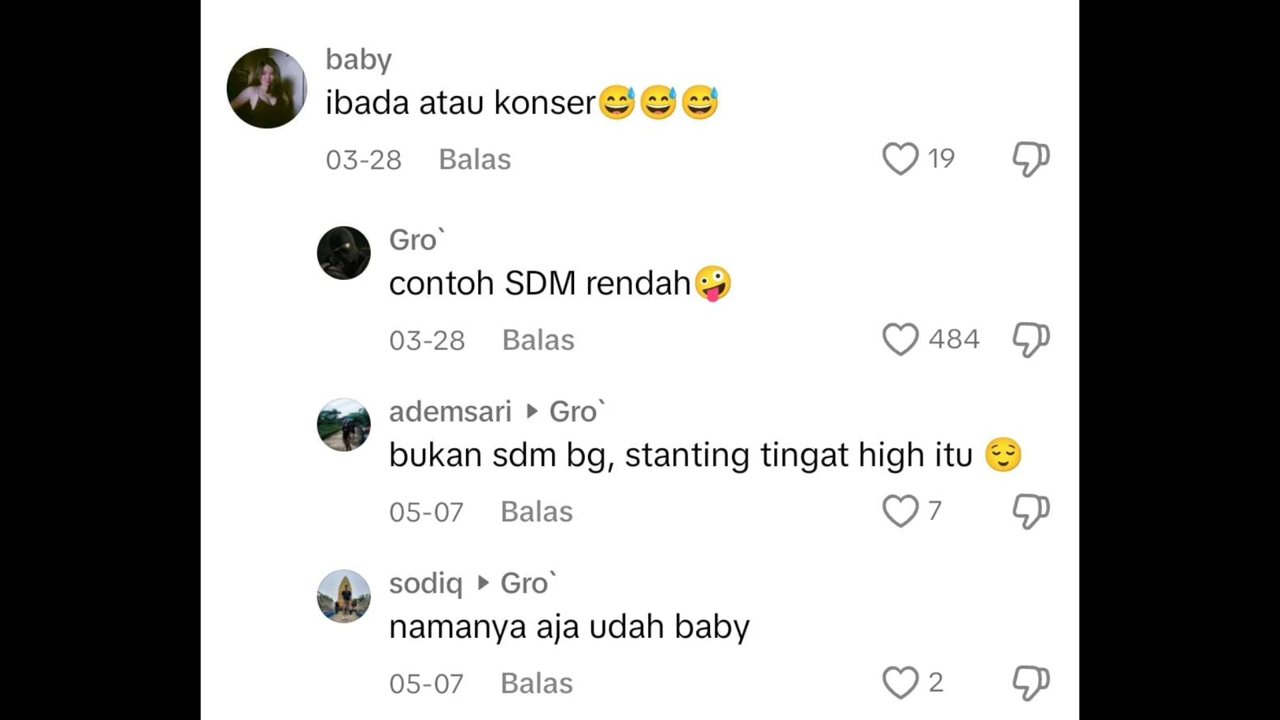 baby
ibada atau konser😅😅😅
03-28 Balas 19
Gro`
contoh SDM rendah🤪
03-28 Balas 484
ademsari ▸ Gro`
bukan sdm bg, stanting tingat high itu 😌
05-07 Balas 7
sodiq ▸ Gro`
namanya aja udah baby
05-07 Balas 2